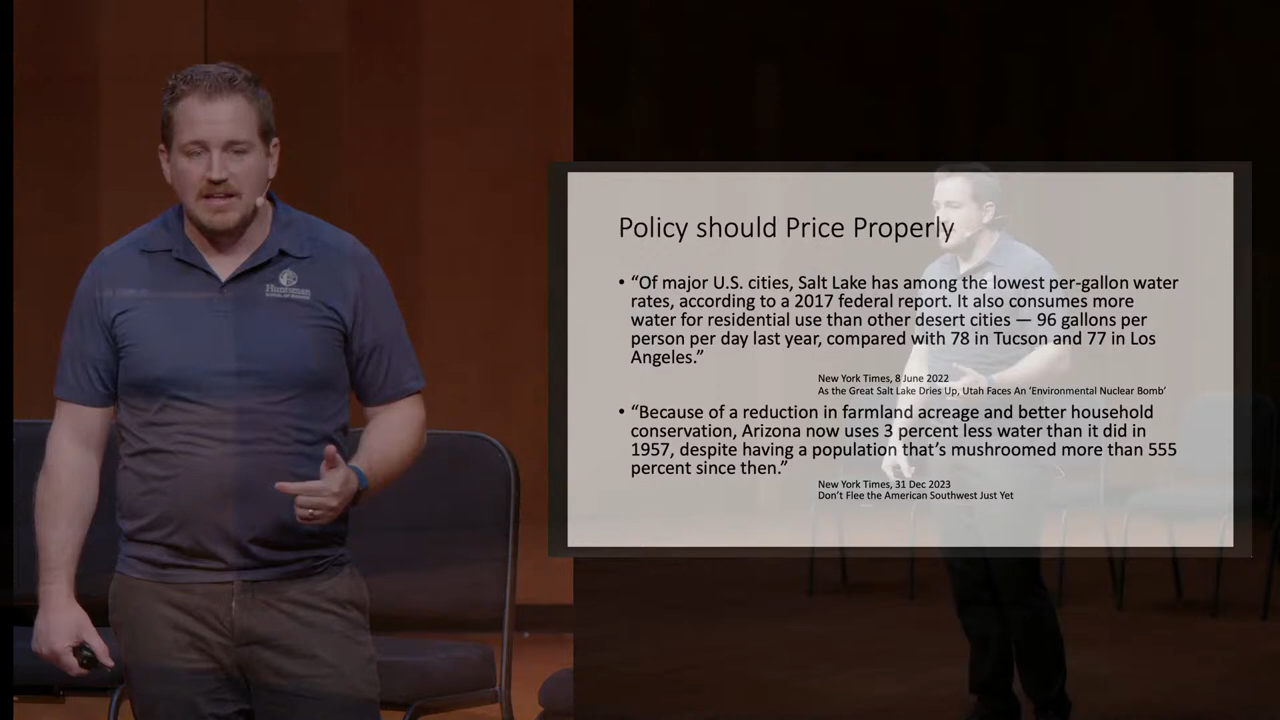 Huntsman
Policy should Price Properly
• “Of major U.S. cities, Salt Lake has among the lowest per-gallon water
rates, according to a 2017 federal report. It also consumes more
water for residential use than other desert cities — 96 gallons per
person per day last year, compared with 78 in Tucson and 77 in Los
Angeles.”
New York Times, 8 June 2022
As the Great Salt Lake Dries Up, Utah Faces An ‘Environmental Nuclear Bomb’
• “Because of a reduction in farmland acreage and better household
conservation, Arizona now uses 3 percent less water than it did in
1957, despite having a population that’s mushroomed more than 555
percent since then.”
New York Times, 31 Dec 2023
Don’t Flee the American Southwest Just Yet